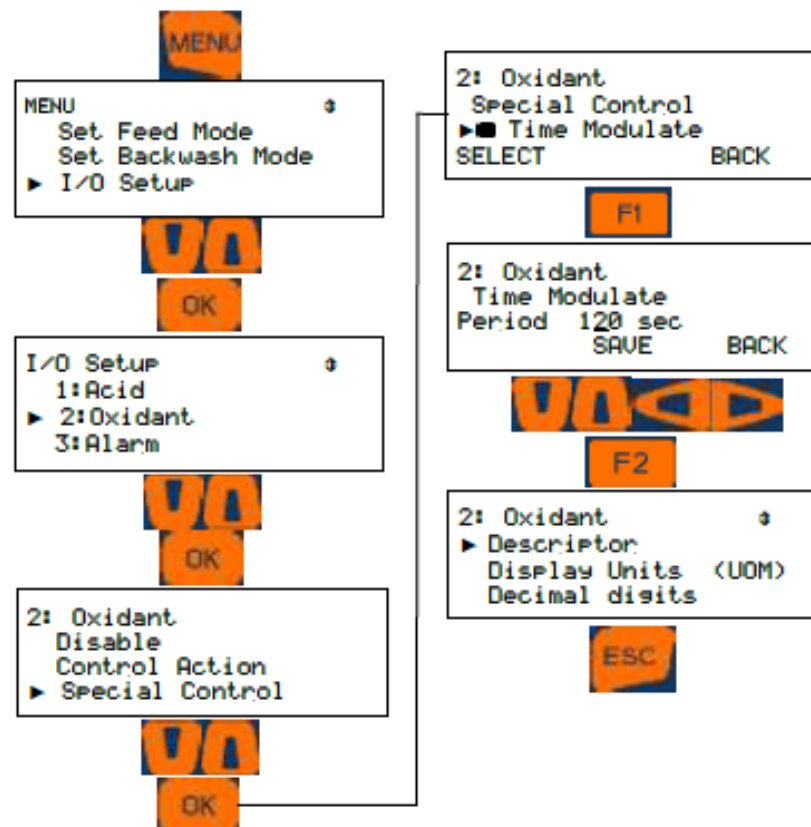 MENU
MENU
Set Feed Mode
Set Backwash Mode
I/O Setup
OK
I/O Setup
1:Acid
2:Oxidant
3:Alarm
OK
2: Oxidant
Disable
Control Action
Special Control
OK
2: Oxidant
Special Control
Time Modulate
SELECT BACK
F1
2: Oxidant
Time Modulate
Period 120 sec
SAVE BACK
F2
2: Oxidant
Descriptor
Display Units (UOM)
Decimal digits
ESC